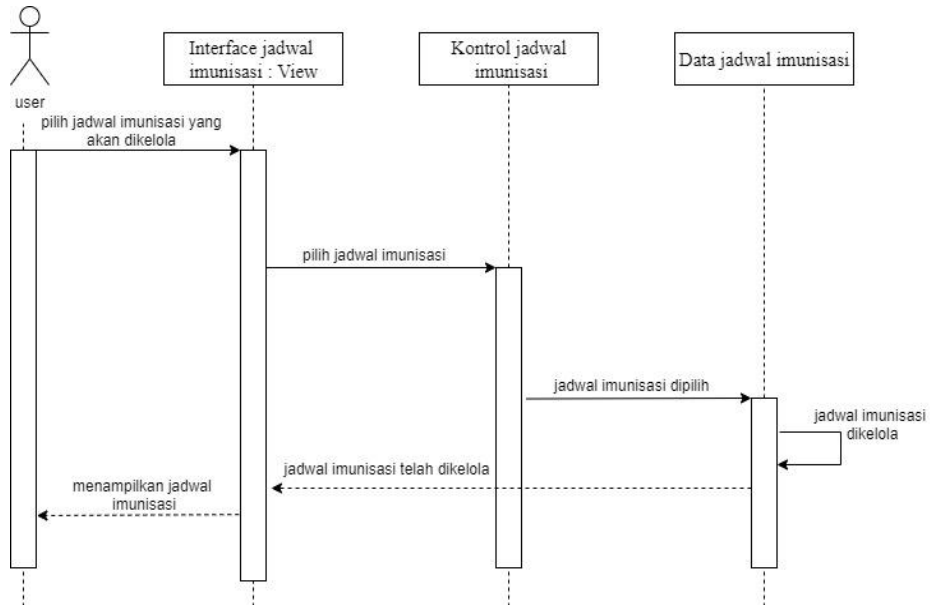 Interface jadwal
imunisasi : View
Kontrol jadwal
imunisasi
Data jadwal imunisasi
user
pilih jadwal imunisasi yang
akan dikelola
pilih jadwal imunisasi
jadwal imunisasi dipilih
jadwal imunisasi
dikelola
jadwal imunisasi telah dikelola
menampilkan jadwal
imunisasi